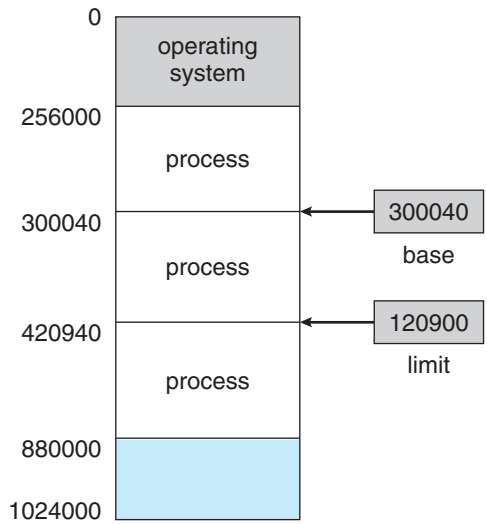 0
operating
system
256000
process
300040
300040
base
process
420940
120900
limit
process
880000
1024000